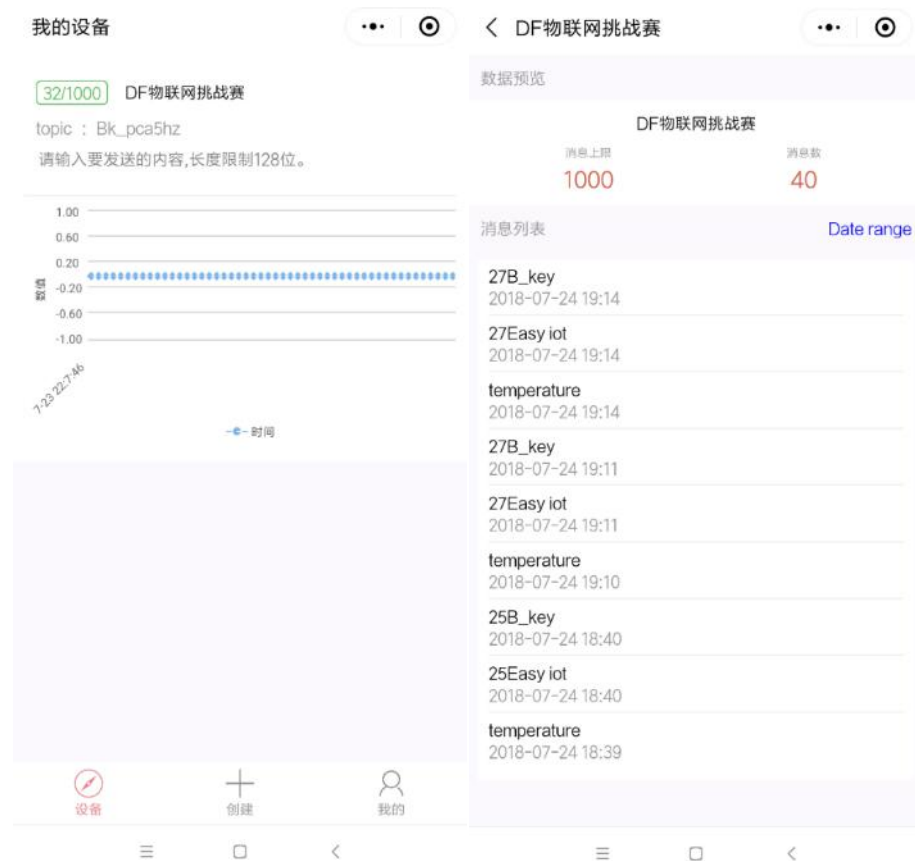 我的设备
32/1000 DF物联网挑战赛
topic : Bk_pca5hz
请输入要发送的内容,长度限制128位。
1.00
0.60
0.20
-0.20
-0.60
-1.00
数值
7-23 22:7:46
时间
设备
创建
我的
DF物联网挑战赛
数据预览
DF物联网挑战赛
消息上限 消息数
1000 40
消息列表 Date range
27B_key
2018-07-24 19:14
27Easy iot
2018-07-24 19:14
temperature
2018-07-24 19:14
27B_key
2018-07-24 19:11
27Easy iot
2018-07-24 19:11
temperature
2018-07-24 19:10
25B_key
2018-07-24 18:40
25Easy iot
2018-07-24 18:40
temperature
2018-07-24 18:39